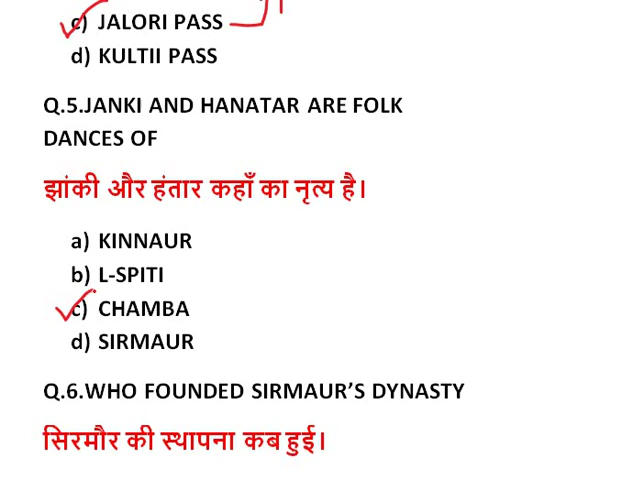 c) JALORI PASS
d) KULTII PASS
Q.5.JANKI AND HANATAR ARE FOLK
DANCES OF
झांकी और हंतार कहाँ का नृत्य है।
a) KINNAUR
b) L-SPITI
c) CHAMBA
d) SIRMAUR
Q.6.WHO FOUNDED SIRMAUR’S DYNASTY
सिरमौर की स्थापना कब हुई।